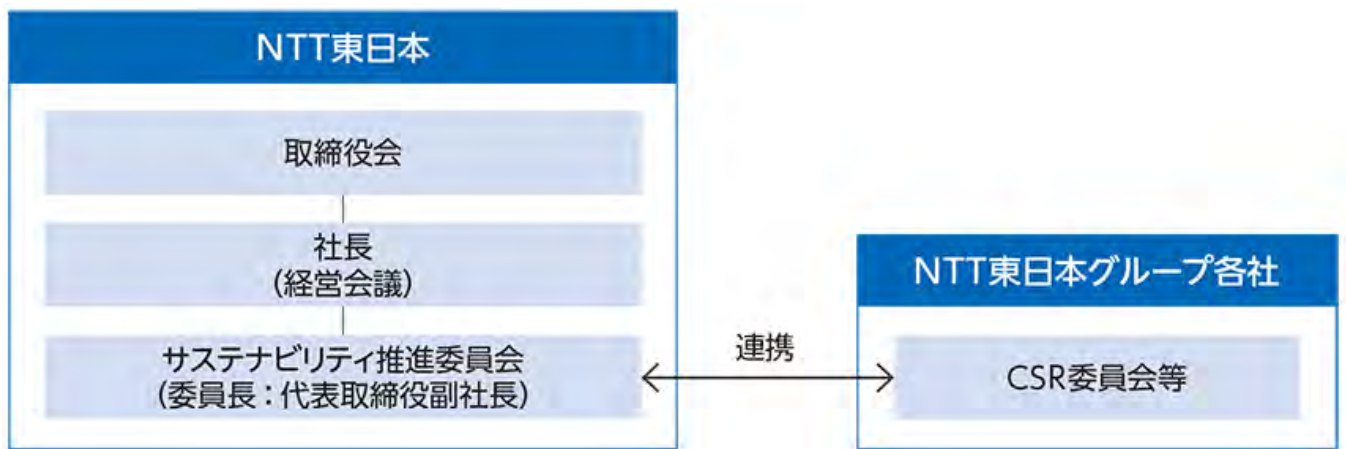 NTT東日本
取締役会
社長
(経営会議)
サステナビリティ推進委員会
(委員長：代表取締役副社長)
連携
NTT東日本グループ各社
CSR委員会等